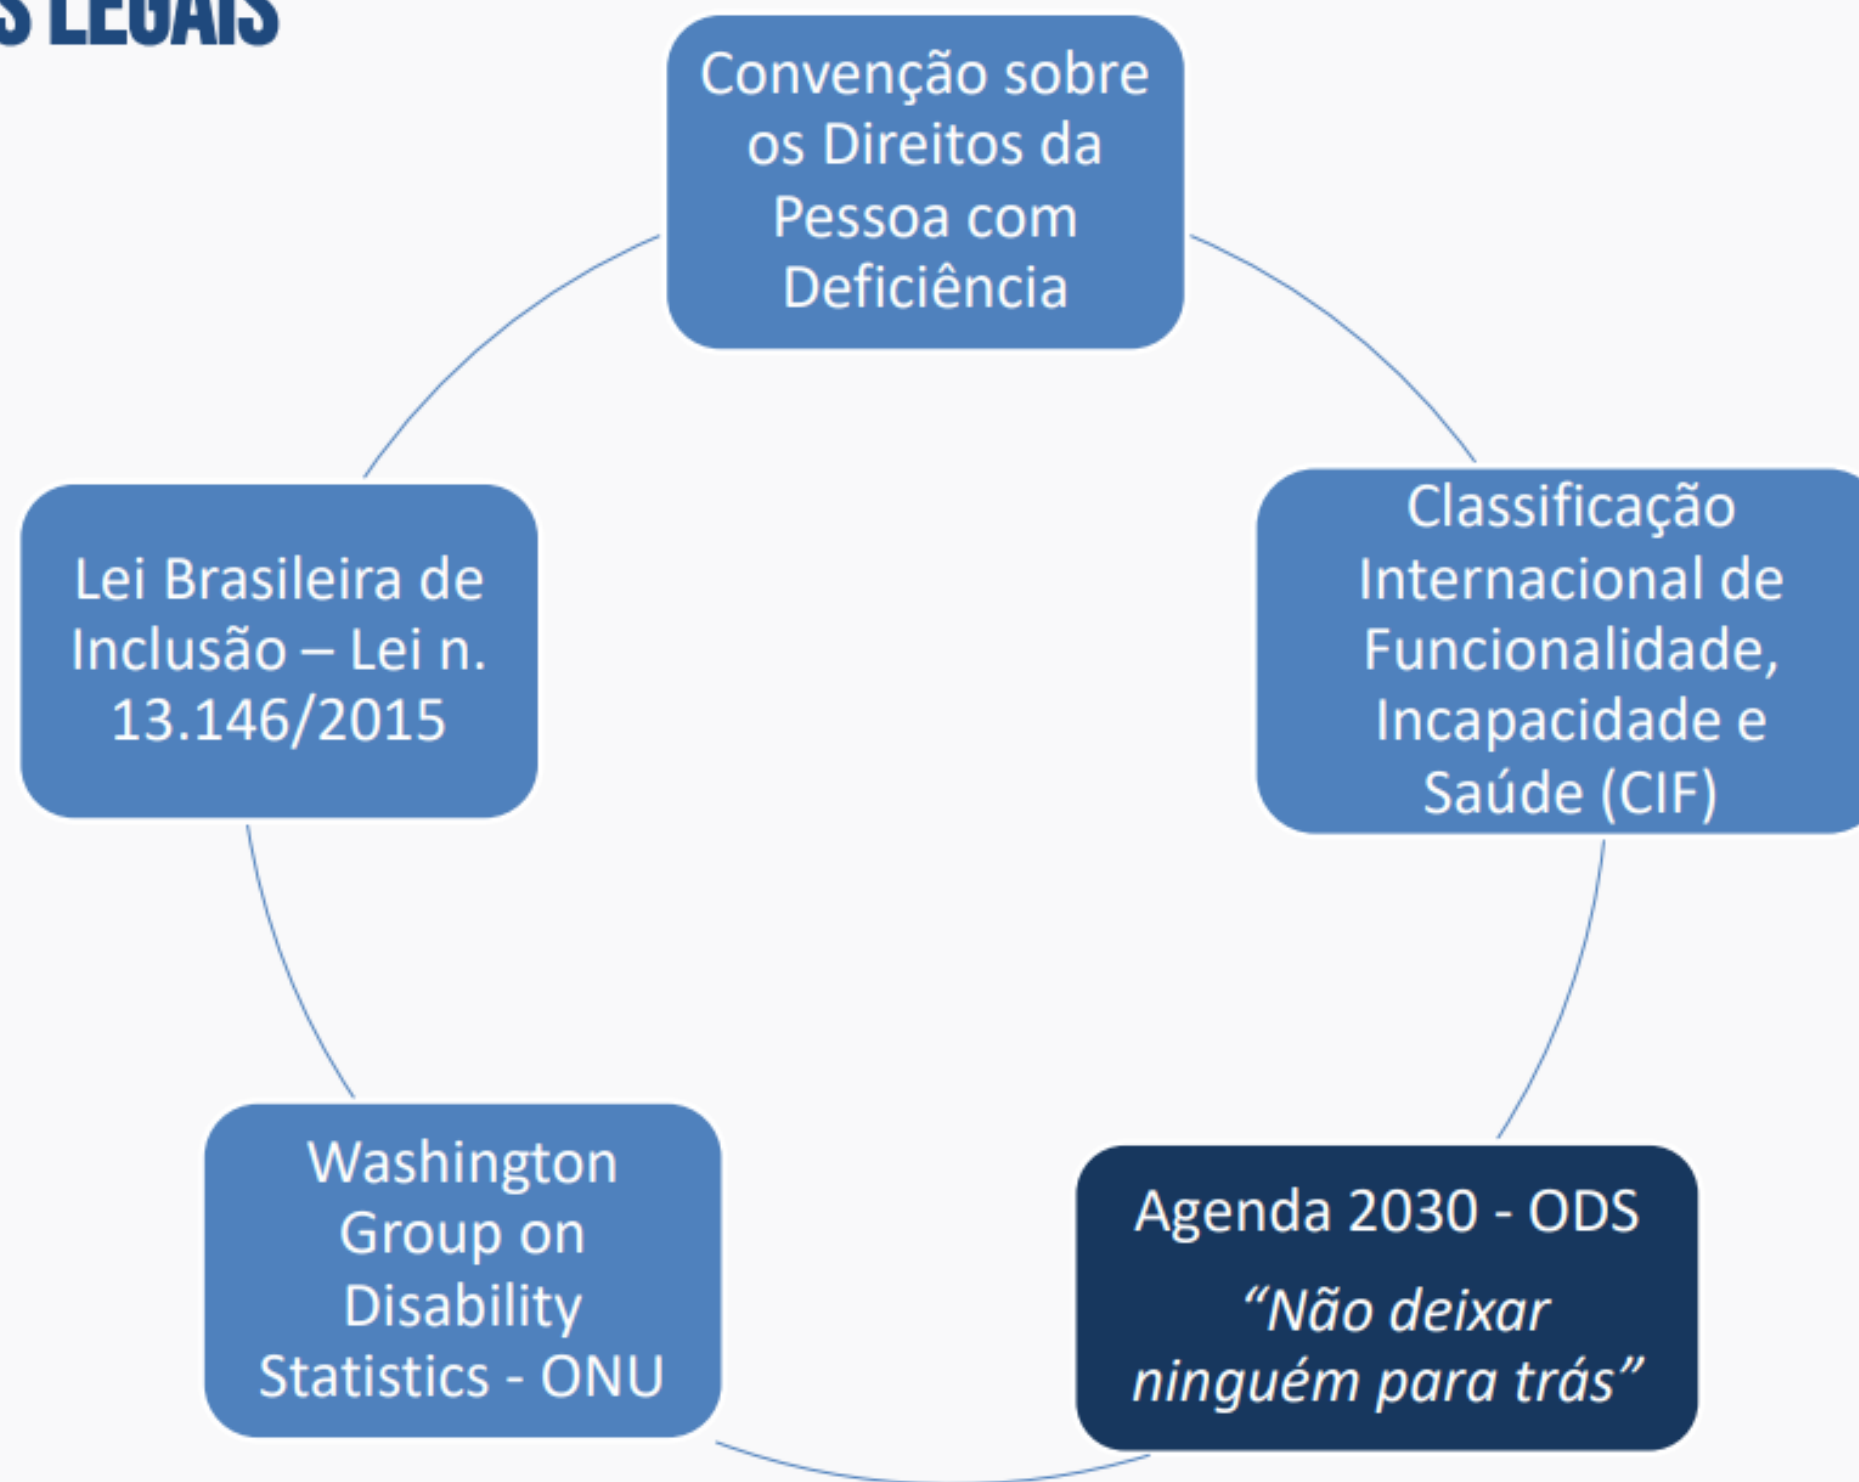 S LEGAIS
Convenção sobre
os Direitos da
Pessoa com
Deficiência
Classificação
Internacional de
Funcionalidade,
Incapacidade e
Saúde (CIF)
Agenda 2030 - ODS
“Não deixar
ninguém para trás”
Washington
Group on
Disability
Statistics - ONU
Lei Brasileira de
Inclusão – Lei n.
13.146/2015